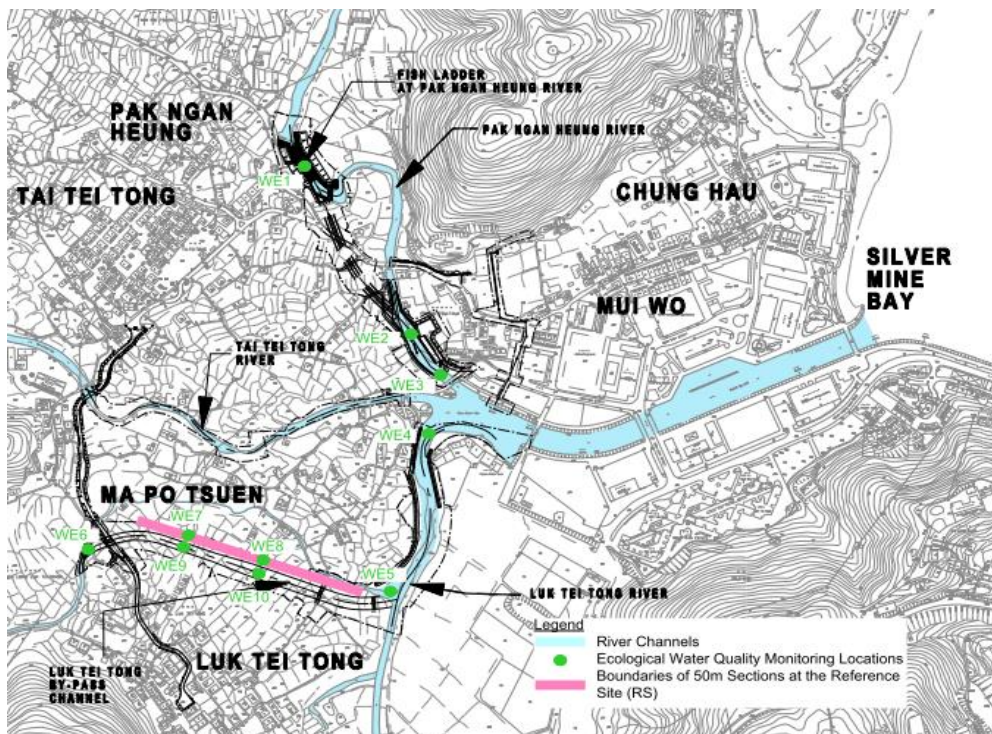 FISH LADDER
AT PAK NGAN HEUNG RIVER
PAK NGAN
HEUNG
PAK NGAN HEUNG RIVER
WE1
TAI TEI TONG
CHUNG HAU
SILVER
MINE
BAY
MUI WO
WE2
TAI TEI TONG
RIVER
WE3
WE4
MA PO TSUEN
WE7
WE6
WE8
WE9
WE10
WE5
LUK TEI TONG RIVER
LUK TEI TONG
BY-PASS
CHANNEL
LUK TEI TONG
Legend
River Channels
Ecological Water Quality Monitoring Locations
Boundaries of 50m Sections at the Reference
Site (RS)